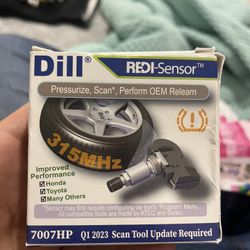 Dill® REDI-Sensor™
Pressurize, Scan*, Perform OEM Relearn
315MHz
Improved
Performance
Honda
Toyota
Many Others
*Sensor may first require configuring via tool's "Program" Menu.
All compatible tools are made by ATEQ and Bartec.
7007HP Q1 2023 Scan Tool Update Required